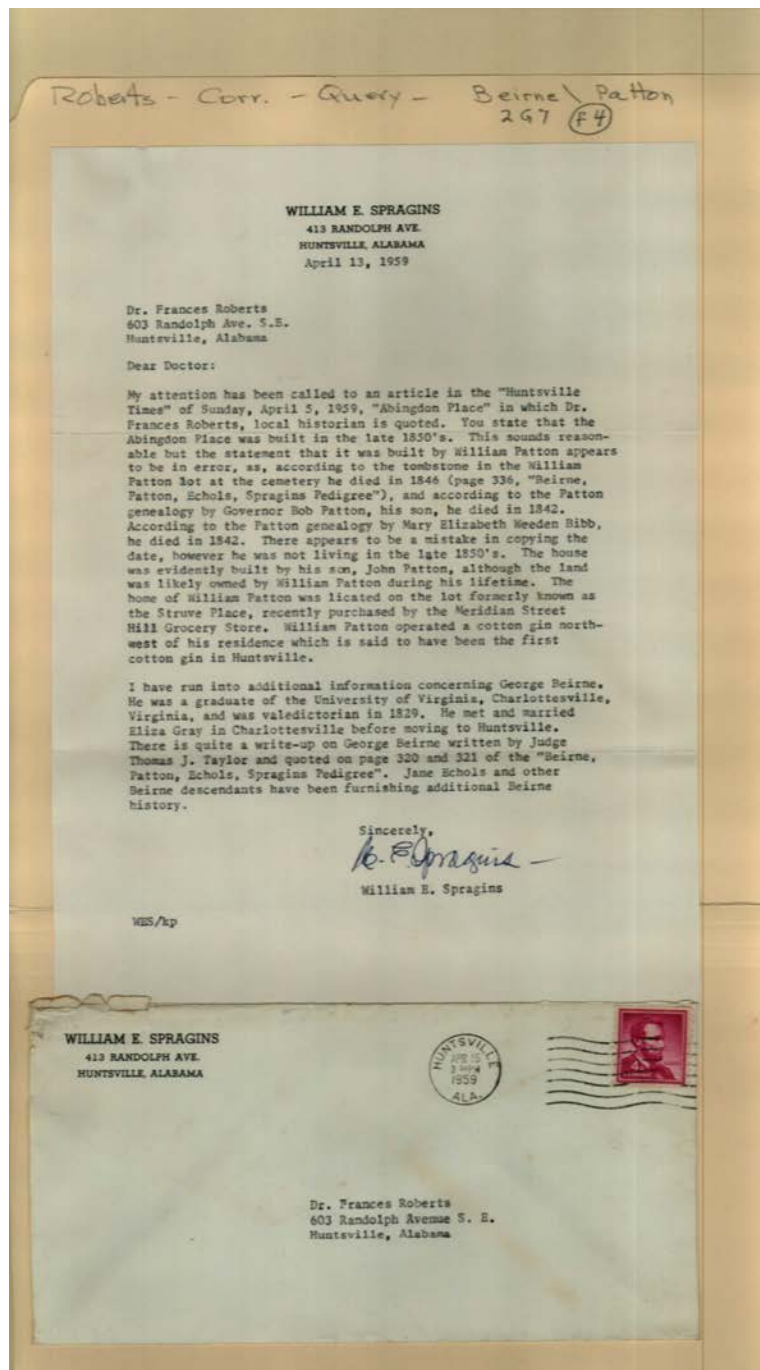 Roberts - Corr. - Query - Beirne \ Patton
2G7 F4
WILLIAM E. SPRAGINS
413 RANDOLPH AVE.
HUNTSVILLE, ALABAMA
April 13, 1959
Dr. Frances Roberts
603 Randolph Ave. S.E.
Huntsville, Alabama
Dear Doctor:
My attention has been called to an article in the "Huntsville
Times" of Sunday, April 5, 1959, "Abingdon Place" in which Dr.
Frances Roberts, local historian is quoted. You state that the
Abingdon Place was built in the late 1850's. This sounds reason-
able but the statement that it was built by William Patton appears
to be in error, as, according to the tombstone in the William
Patton lot at the cemetery he died in 1846 (page 336, "Beirne,
Patton, Echols, Spragins Pedigree"), and according to the Patton
genealogy by Governor Bob Patton, his son, he died in 1842.
According to the Patton genealogy by Mary Elizabeth Weeden Bibb,
he died in 1842. There appears to be a mistake in copying the
date, however he was not living in the late 1850's. The house
was evidently built by his son, John Patton, although the land
was likely owned by William Patton during his lifetime. The
home of William Patton was licated on the lot formerly known as
the Struve Place, recently purchased by the Meridian Street
Hill Grocery Store. William Patton operated a cotton gin north-
west of his residence which is said to have been the first
cotton gin in Huntsville.
I have run into additional information concerning George Beirne.
He was a graduate of the University of Virginia, Charlottesville,
Virginia, and was valedictorian in 1829. He met and married
Eliza Gray in Charlottesville before moving to Huntsville.
There is quite a write-up on George Beirne written by Judge
Thomas J. Taylor and quoted on page 320 and 321 of the "Beirne,
Patton, Echols, Spragins Pedigree". Jane Echols and other
Beirne descendants have been furnishing additional Beirne
history.
Sincerely,
W. E. Spragins —
William E. Spragins
WES/kp
WILLIAM E. SPRAGINS
413 RANDOLPH AVE.
HUNTSVILLE, ALABAMA
HUNTSVILLE
APR 15
1959
ALA.
Dr. Frances Roberts
603 Randolph Avenue S. E.
Huntsville, Alabama